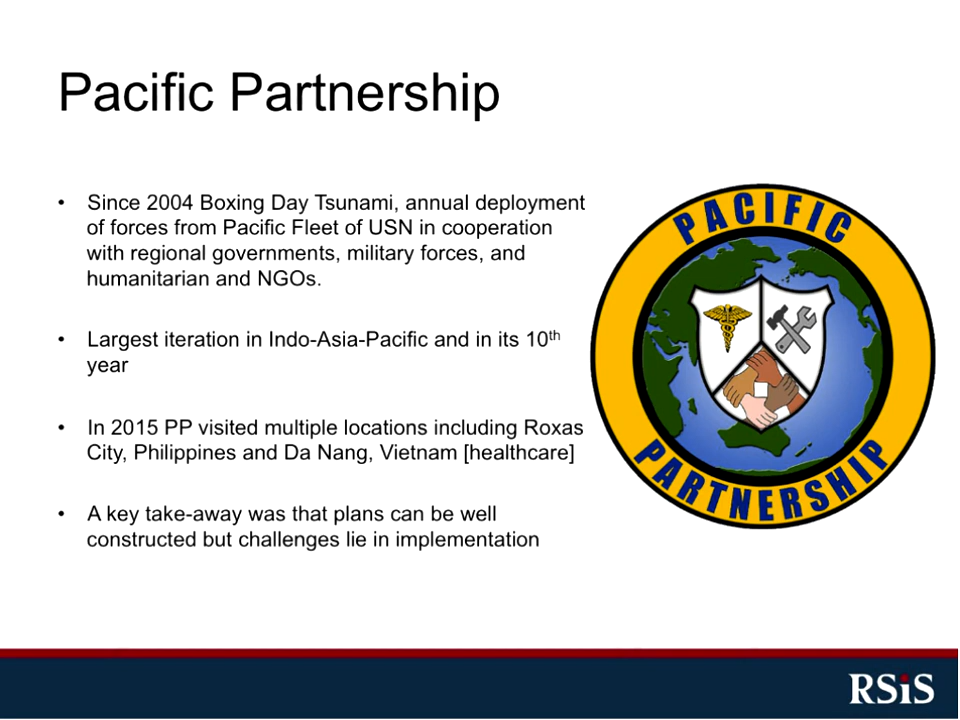 Pacific Partnership
• Since 2004 Boxing Day Tsunami, annual deployment
of forces from Pacific Fleet of USN in cooperation
with regional governments, military forces, and
humanitarian and NGOs.
• Largest iteration in Indo-Asia-Pacific and in its 10th
year
• In 2015 PP visited multiple locations including Roxas
City, Philippines and Da Nang, Vietnam [healthcare]
• A key take-away was that plans can be well
constructed but challenges lie in implementation
PACIFIC
PARTNERSHIP
RSiS